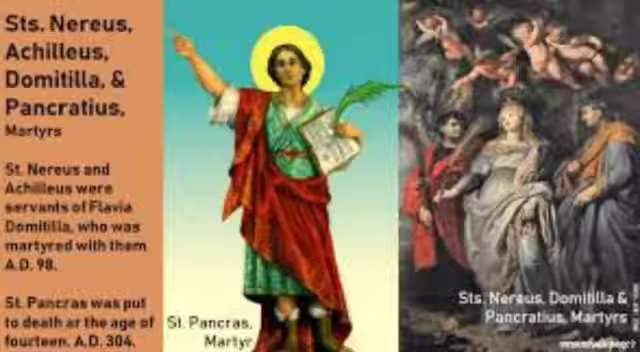 Sts. Nereus,
Achilleus,
Domitilla, &
Pancratius,
Martyrs
St. Nereus and
Achilleus were
servants of Flavia
Domitilla, who was
martyred with them
A.D. 98.
St. Pancras was put
to death ar the age of
fourteen. A.D. 304.
St. Pancras,
Martyr
Sts. Nereus, Domitilla &
Pancratius, Martyrs